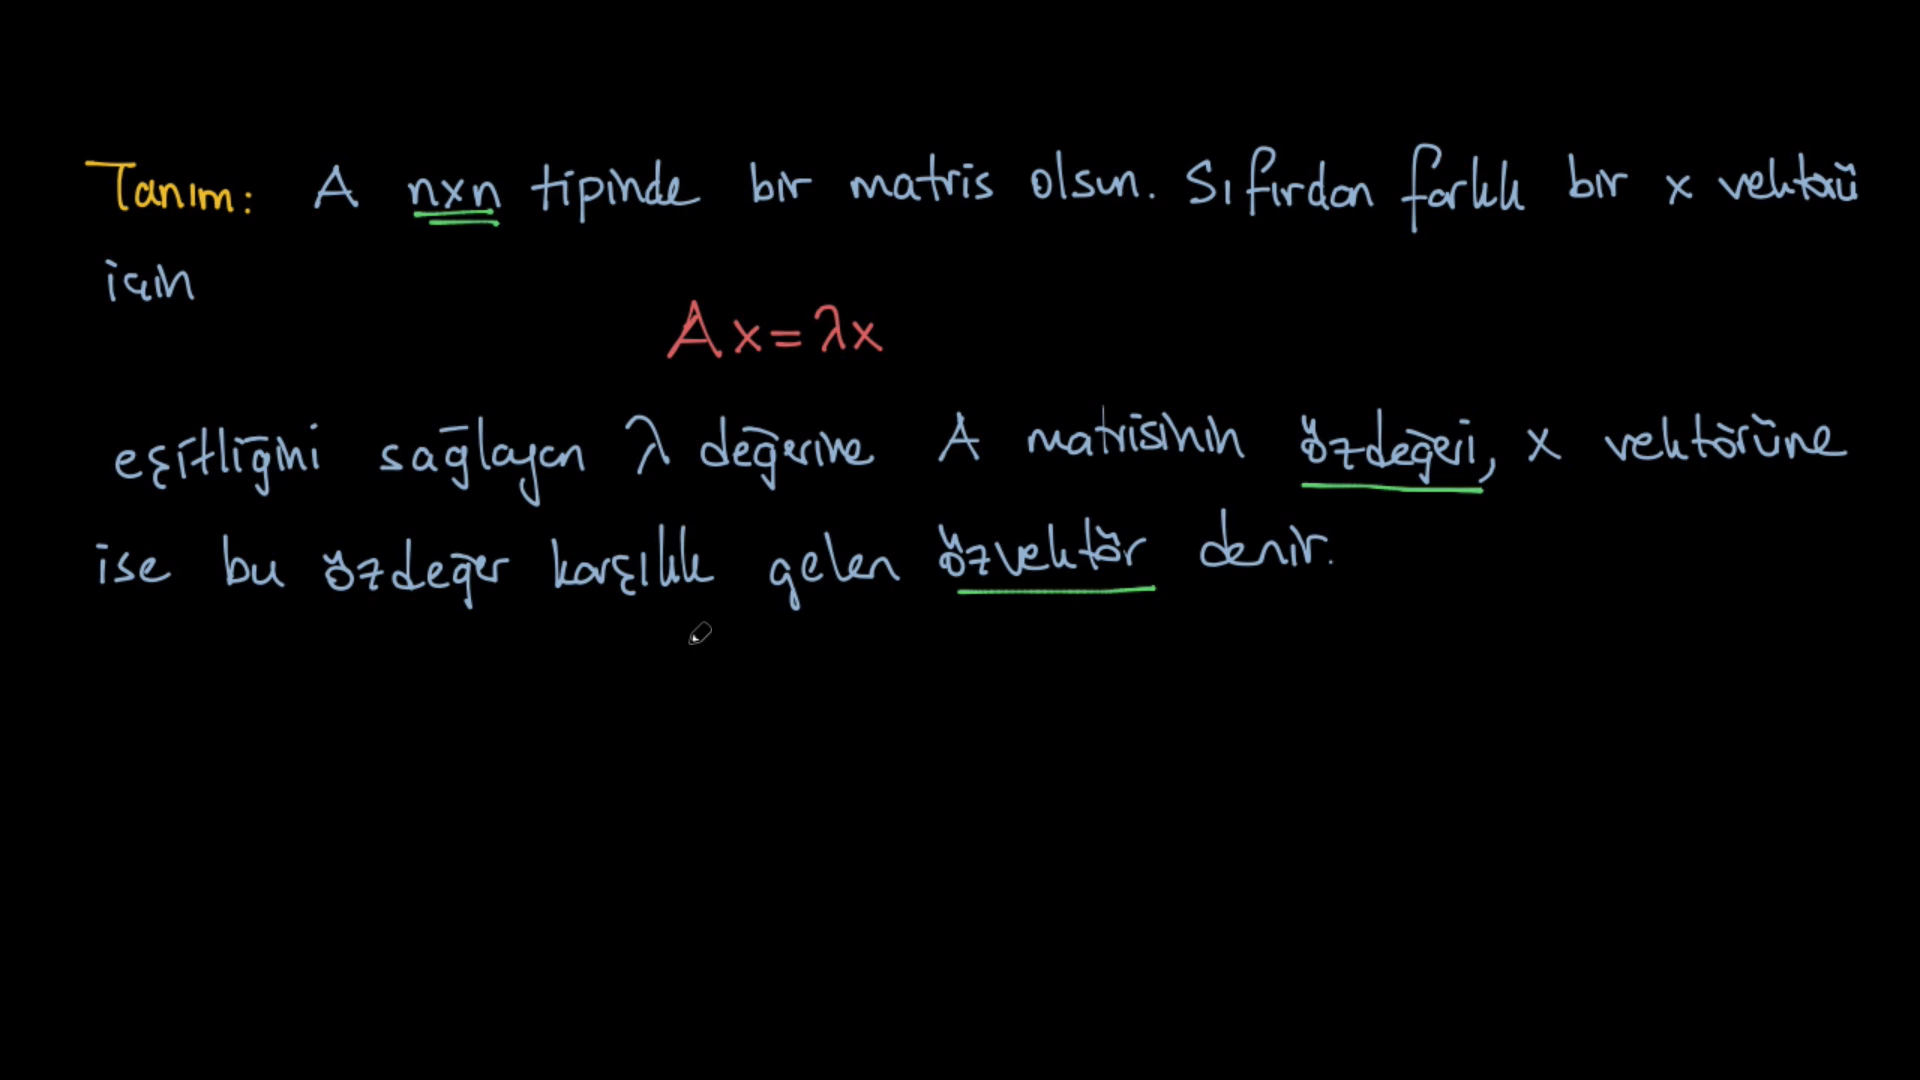 Tanım: A nxn tipinde bir matris olsun. Sıfırdan farklı bir x vektörü
için
Ax=λx
eşitliğini sağlayan λ değerine A matrisinin özdeğeri, x vektörüne
ise bu özdeğer karşılık gelen özvektör denir.